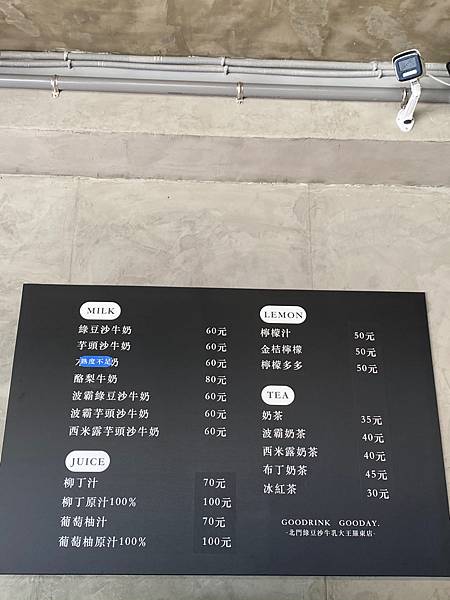 MILK
綠豆沙牛奶 60元
芋頭沙牛奶 60元
熟度不足 奶 60元
酪梨牛奶 80元
波霸綠豆沙牛奶 60元
波霸芋頭沙牛奶 60元
西米露芋頭沙牛奶 60元
JUICE
柳丁汁 70元
柳丁原汁100% 100元
葡萄柚汁 70元
葡萄柚原汁100% 100元
LEMON
檸檬汁 50元
金桔檸檬 50元
檸檬多多 50元
TEA
奶茶 35元
波霸奶茶 40元
西米露奶茶 40元
布丁奶茶 45元
冰紅茶 30元
GOODRINK GOODAY.
-北門綠豆沙牛乳大王羅東店-